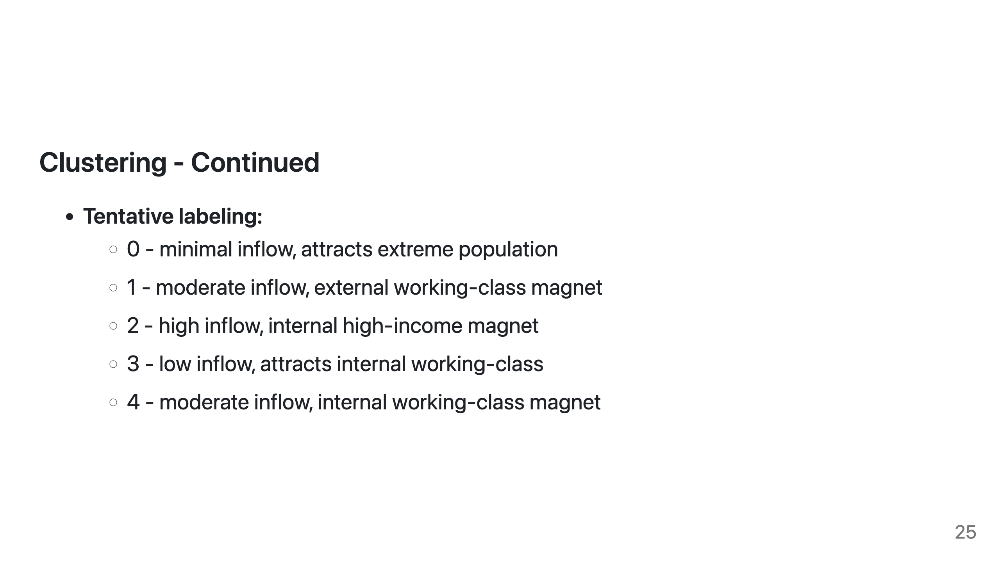 Clustering - Continued
• Tentative labeling:
○ 0 - minimal inflow, attracts extreme population
○ 1 - moderate inflow, external working-class magnet
○ 2 - high inflow, internal high-income magnet
○ 3 - low inflow, attracts internal working-class
○ 4 - moderate inflow, internal working-class magnet
25